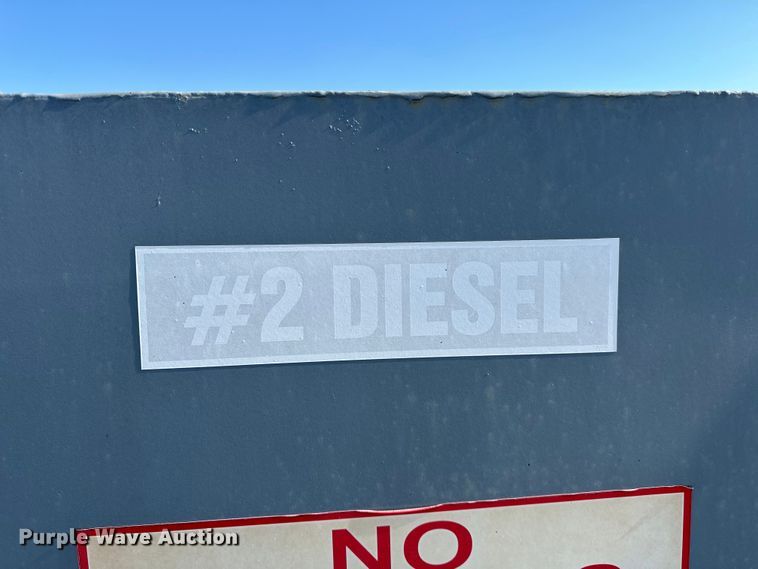 #2 DIESEL
NO
Purple Wave Auction